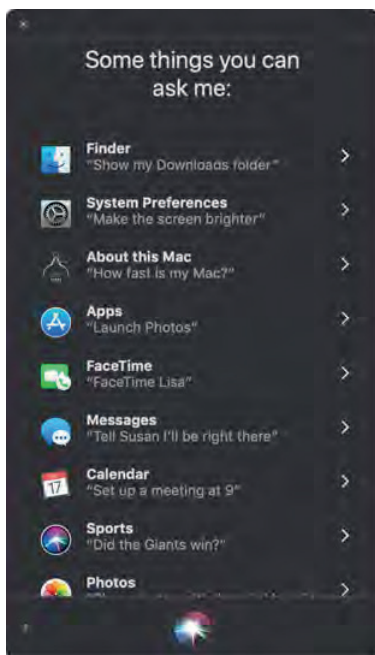 Some things you can
ask me:
Finder
"Show my Downloads folder"
System Preferences
"Make the screen brighter"
About this Mac
"How fast is my Mac?"
Apps
"Launch Photos"
FaceTime
"FaceTime Lisa"
Messages
"Tell Susan I'll be right there"
Calendar
17
"Set up a meeting at 9"
Sports
"Did the Giants win?"
Photos
?